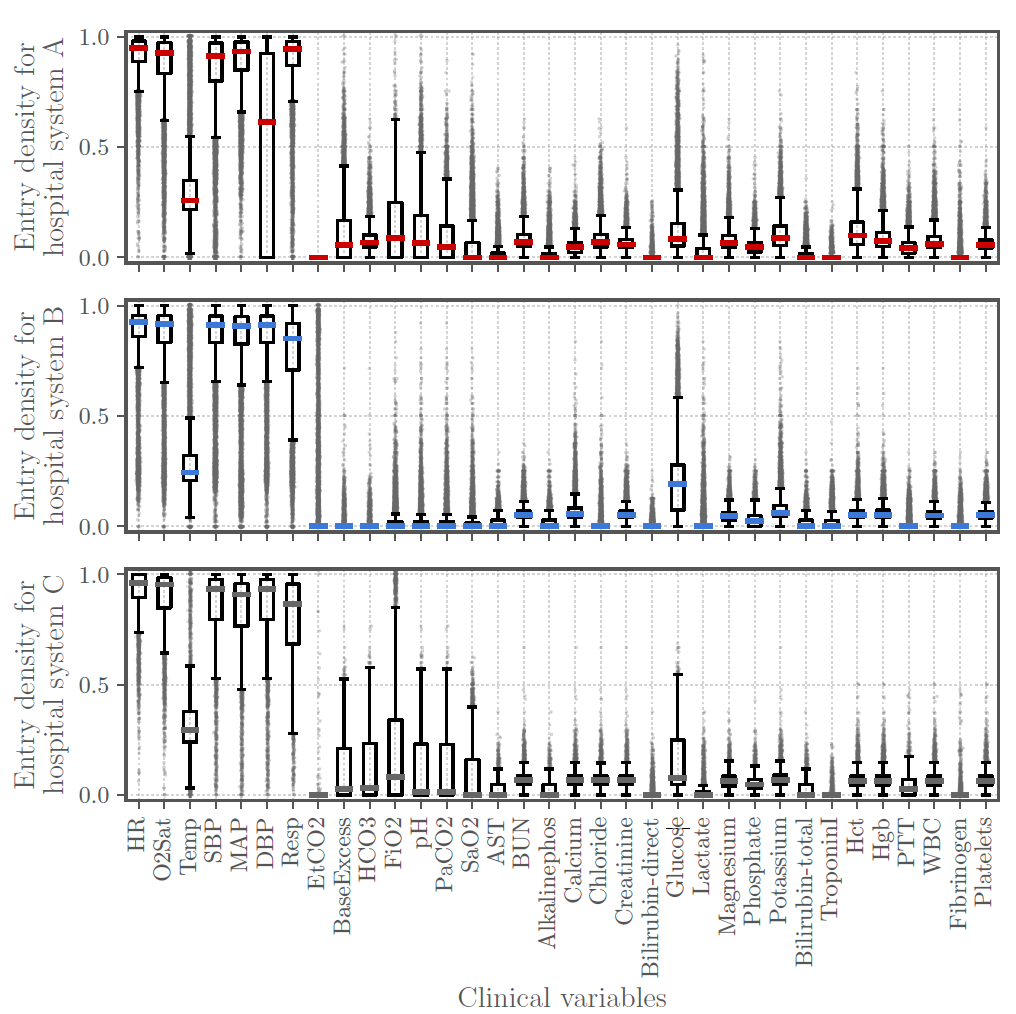 Entry density for
hospital system A
1.0
0.5
0.0
Entry density for
hospital system B
1.0
0.5
0.0
Entry density for
hospital system C
1.0
0.5
0.0
HR
O2Sat
Temp
SBP
MAP
DBP
Resp
EtCO2
BaseExcess
HCO3
FiO2
pH
PaCO2
SaO2
AST
BUN
Alkalinephos
Calcium
Chloride
Creatinine
Bilirubin-direct
Glucose
Lactate
Magnesium
Phosphate
Potassium
Bilirubin-total
TroponinI
Hct
Hgb
PTT
WBC
Fibrinogen
Platelets
Clinical variables